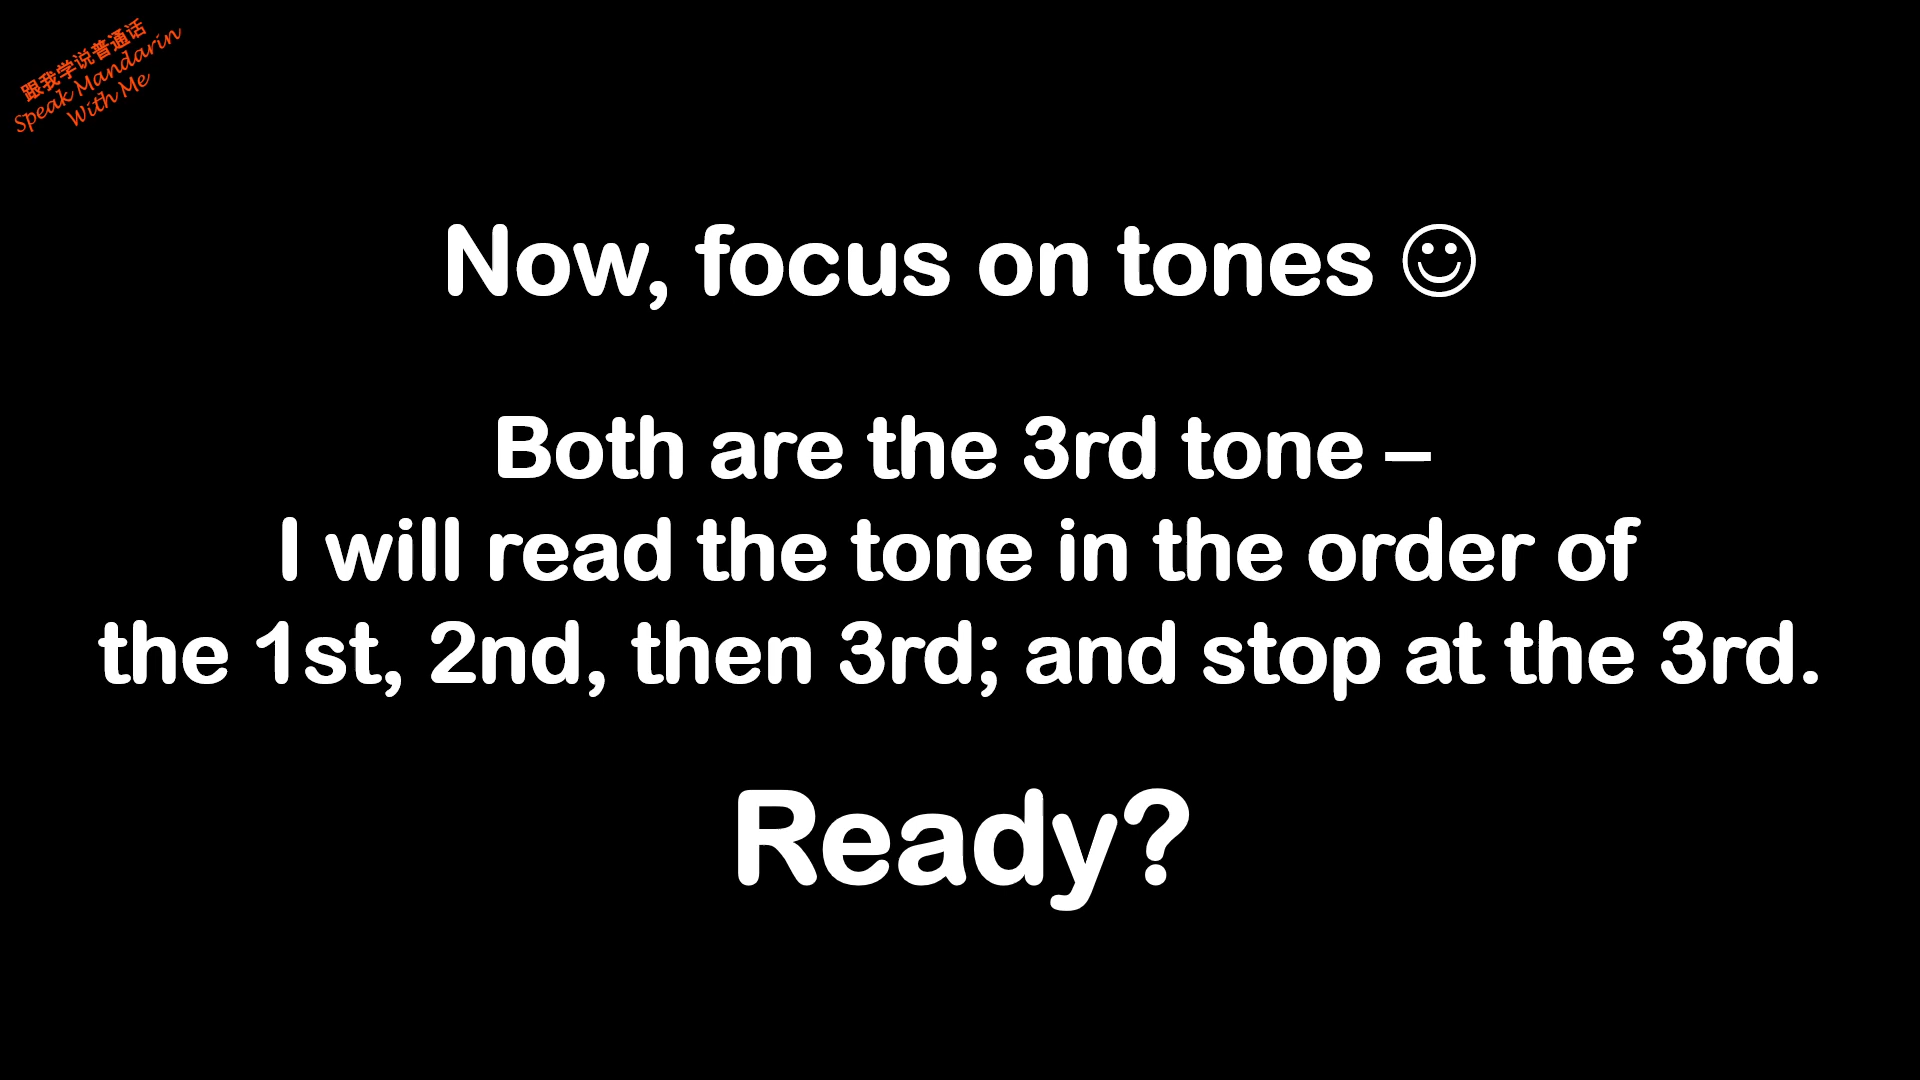 跟我学说普通话
Speak Mandarin
With Me
Now, focus on tones ☺
Both are the 3rd tone –
I will read the tone in the order of
the 1st, 2nd, then 3rd; and stop at the 3rd.
Ready?